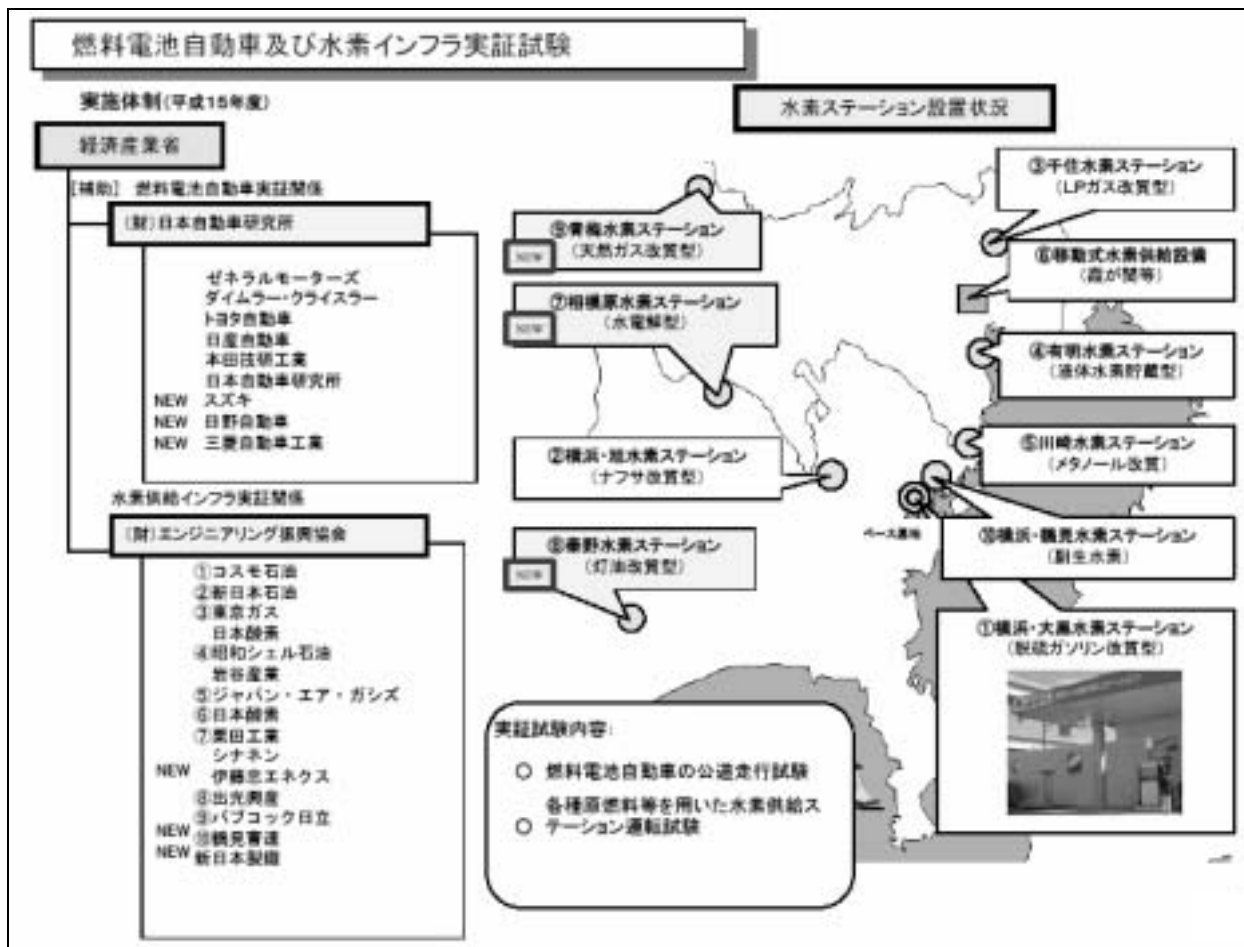 燃料電池自動車及び水素インフラ実証試験
実施体制(平成15年度)
経済産業省
[補助] 燃料電池自動車実証関係
(財)日本自動車研究所
ゼネラルモーターズ
ダイムラー・クライスラー
トヨタ自動車
日産自動車
本田技研工業
日本自動車研究所
NEW スズキ
NEW 日野自動車
NEW 三菱自動車工業
水素供給インフラ実証関係
(財)エンジニアリング振興協会
①コスモ石油
②新日本石油
③東京ガス
日本酸素
④昭和シェル石油
岩谷産業
⑤ジャパン・エア・ガシズ
⑥日本酸素
⑦栗田工業
シナネン
NEW 伊藤忠エネクス
⑧出光興産
⑨バブコック日立
NEW ⑩鶴見曹達
NEW 新日本製鐵
水素ステーション設置状況
③千住水素ステーション
(LPガス改質型)
⑨青梅水素ステーション
(天然ガス改質型)
NEW
⑥移動式水素供給設備
(霞が関等)
⑦相模原水素ステーション
(水電解型)
NEW
④有明水素ステーション
(液体水素貯蔵型)
②横浜・旭水素ステーション
(ナフサ改質型)
⑤川崎水素ステーション
(メタノール改質)
⑧秦野水素ステーション
(灯油改質型)
NEW
⑩横浜・鶴見水素ステーション
(副生水素)
①横浜・大黒水素ステーション
(脱硫ガソリン改質型)
実証試験内容:
○ 燃料電池自動車の公道走行試験
○ 各種原燃料等を用いた水素供給ス
テーション運転試験